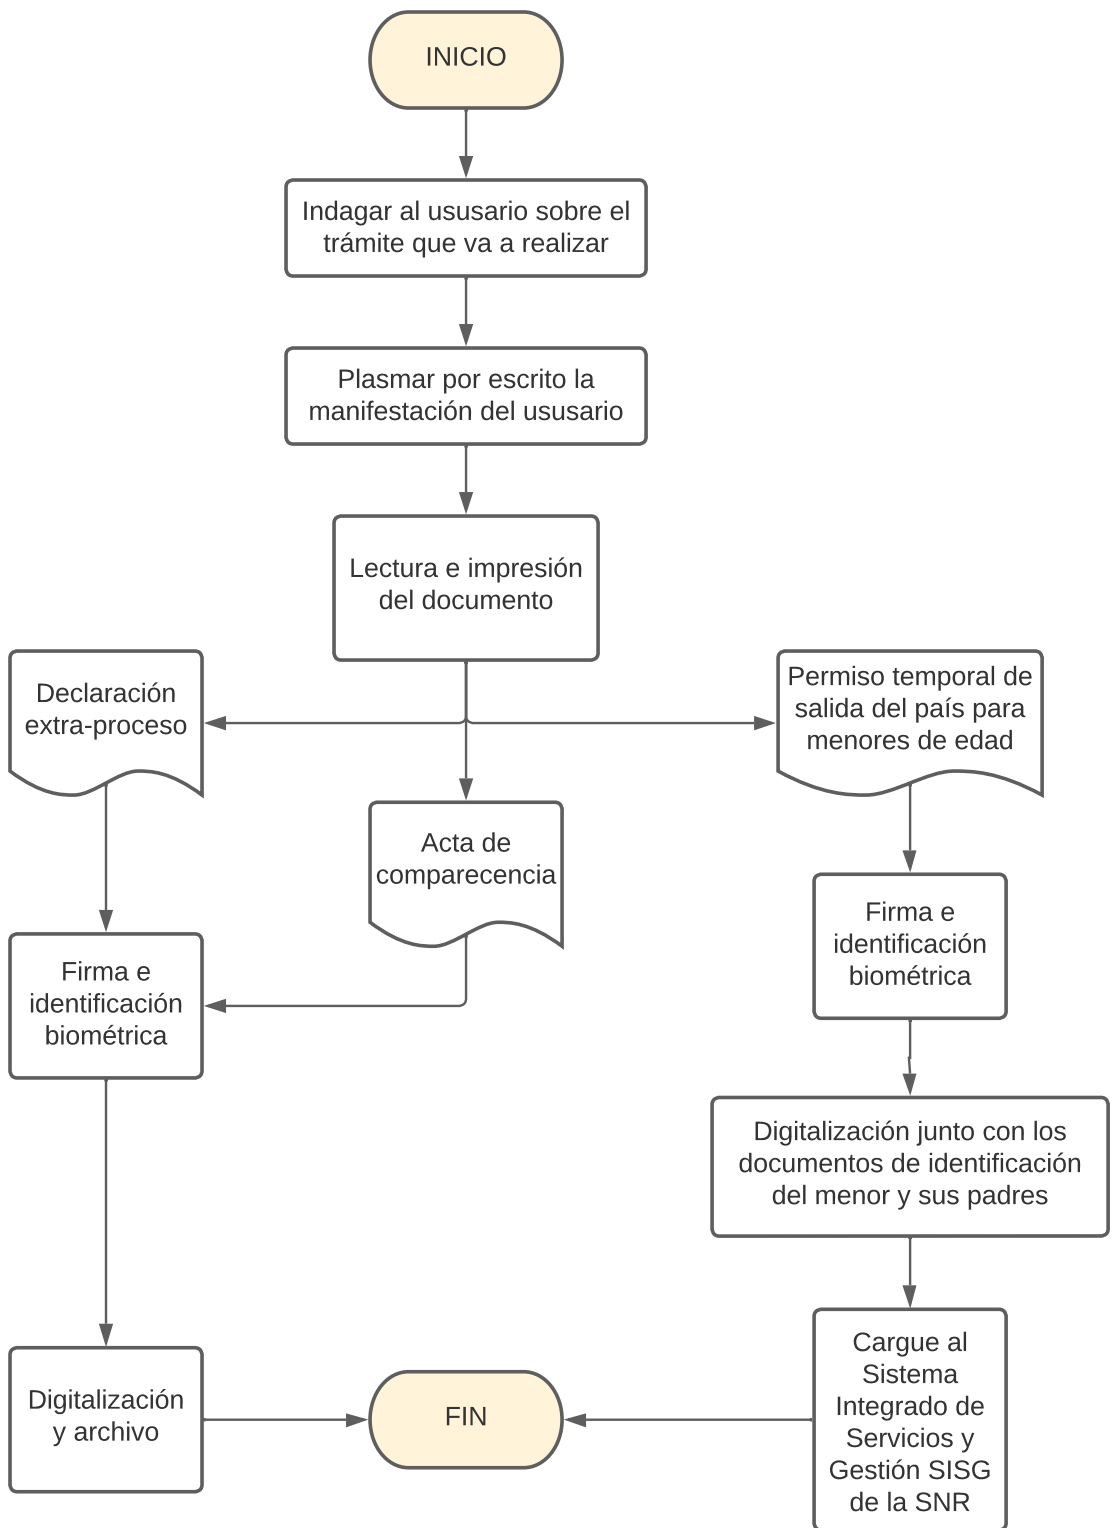 INICIO
Indagar al ususario sobre el
trámite que va a realizar
Plasmar por escrito la
manifestación del ususario
Lectura e impresión
del documento
Declaración
extra-proceso
Permiso temporal de
salida del país para
menores de edad
Acta de
comparecencia
Firma e
identificación
biométrica
Firma e
identificación
biométrica
Digitalización junto con los
documentos de identificación
del menor y sus padres
Digitalización
y archivo
FIN
Cargue al
Sistema
Integrado de
Servicios y
Gestión SISG
de la SNR